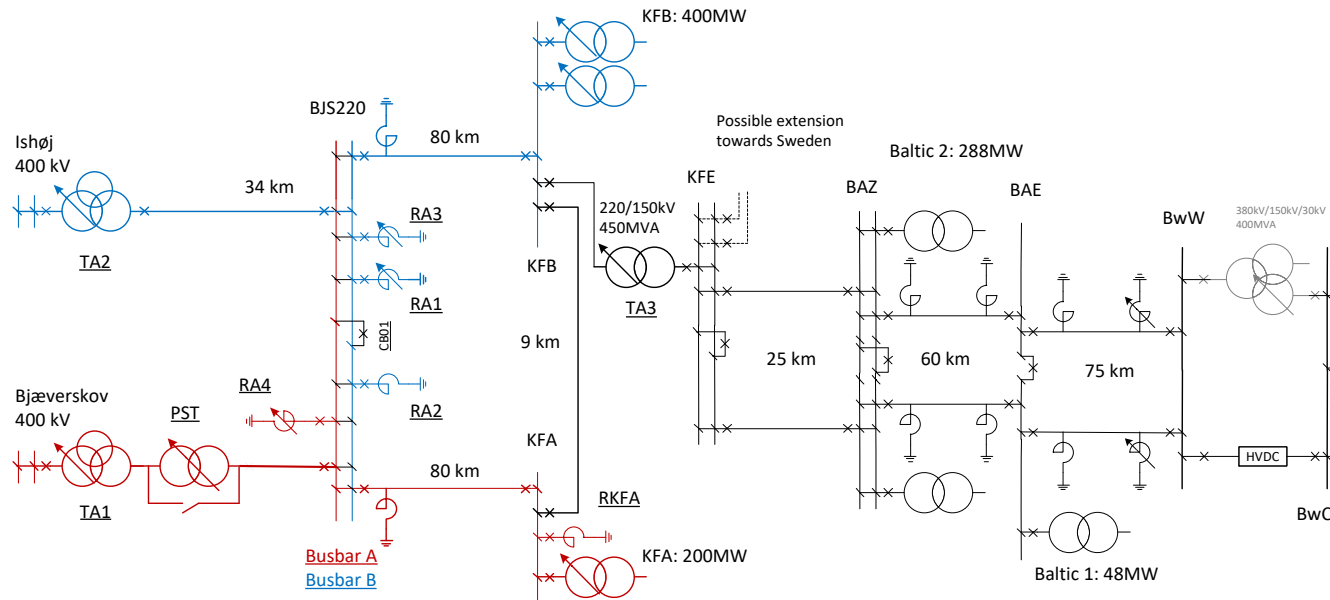 KFB: 400MW
BJS220
Ishøj
400 kV
80 km
Possible extension
towards Sweden
Baltic 2: 288MW
34 km
KFE
BAZ
BAE
BwW
380kV/150kV/30kV
400MVA
RA3
220/150kV
450MVA
TA2
KFB
TA3
RA1
CB01
9 km
25 km
60 km
75 km
Bjæverskov
400 kV
PST
RA4
RA2
KFA
80 km
HVDC
TA1
RKFA
BwC
Busbar A
Busbar B
KFA: 200MW
Baltic 1: 48MW